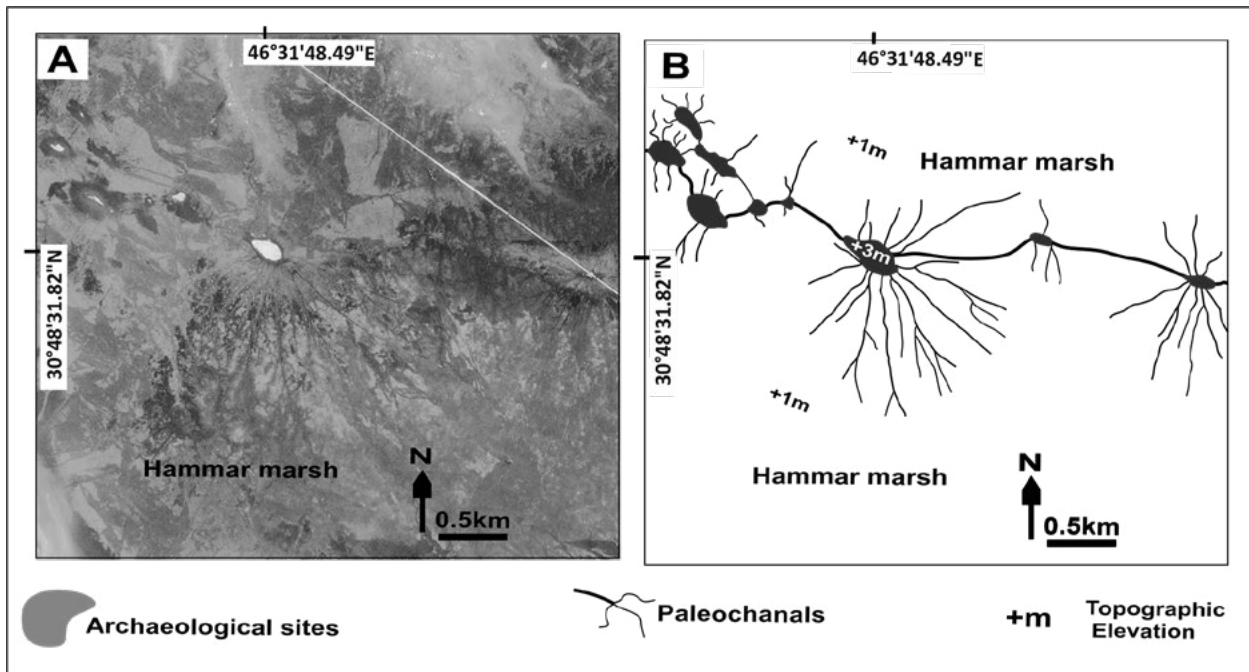 A
46°31'48.49"E
30°48'31.82"N
Hammar marsh
N
0.5km
B
46°31'48.49"E
30°48'31.82"N
+1m
Hammar marsh
+3m
+1m
Hammar marsh
N
0.5km
Archaeological sites
Paleochanals
+m
Topographic
Elevation